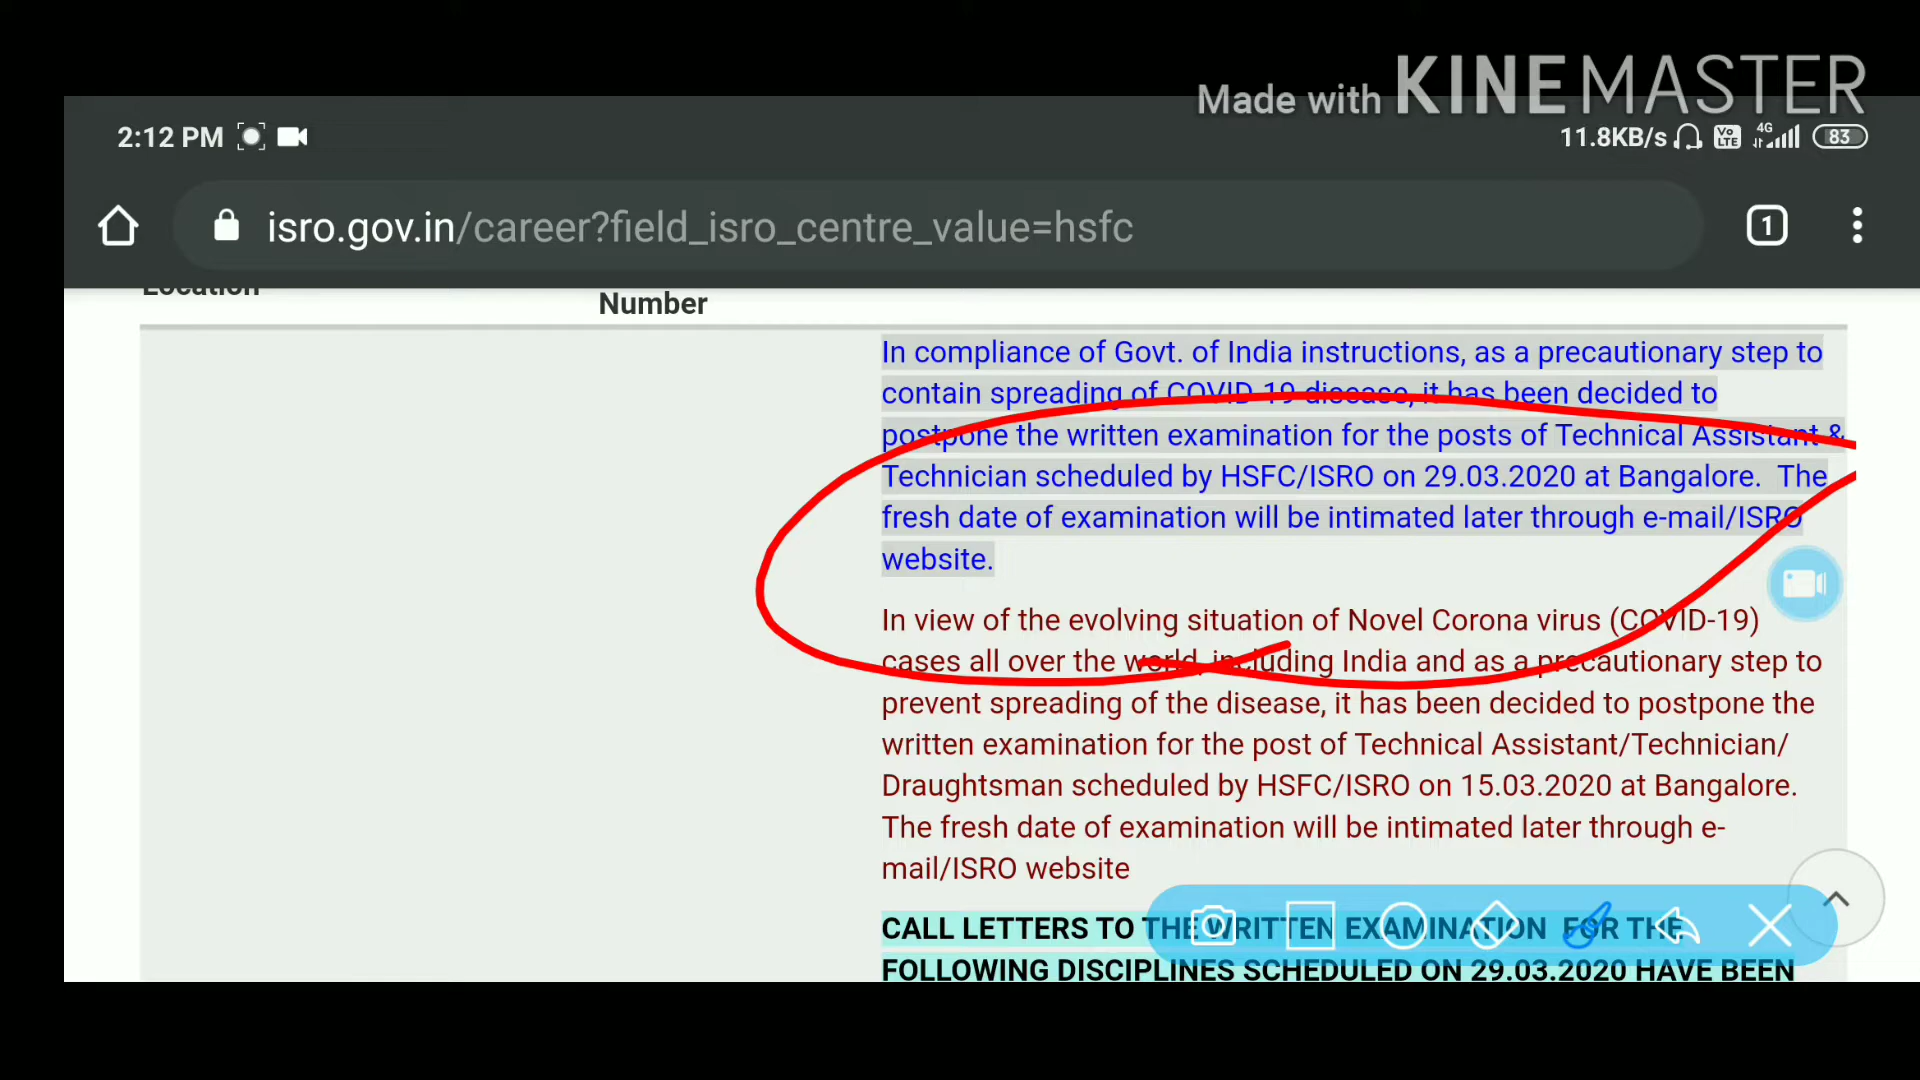 Made with KINEMASTER
2:12 PM
11.8KB/s Vo LTE 4G 83
isro.gov.in/career?field_isro_centre_value=hsfc
1
Location
Number
In compliance of Govt. of India instructions, as a precautionary step to
contain spreading of COVID-19 disease, it has been decided to
postpone the written examination for the posts of Technical Assistant &
Technician scheduled by HSFC/ISRO on 29.03.2020 at Bangalore. The
fresh date of examination will be intimated later through e-mail/ISRO
website.
In view of the evolving situation of Novel Corona virus (COVID-19)
cases all over the world, including India and as a precautionary step to
prevent spreading of the disease, it has been decided to postpone the
written examination for the post of Technical Assistant/Technician/
Draughtsman scheduled by HSFC/ISRO on 15.03.2020 at Bangalore.
The fresh date of examination will be intimated later through e-
mail/ISRO website
CALL LETTERS TO THE WRITTEN EXAMINATION FOR THE
FOLLOWING DISCIPLINES SCHEDULED ON 29.03.2020 HAVE BEEN